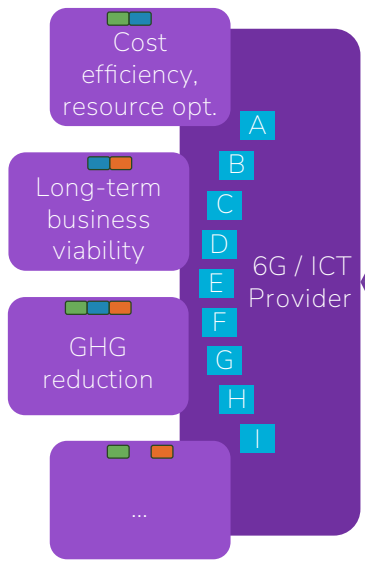 Cost
efficiency,
resource opt.
A
B
Long-term
business
viability
C
D
E
6G / ICT
Provider
F
GHG
reduction
G
H
I
...